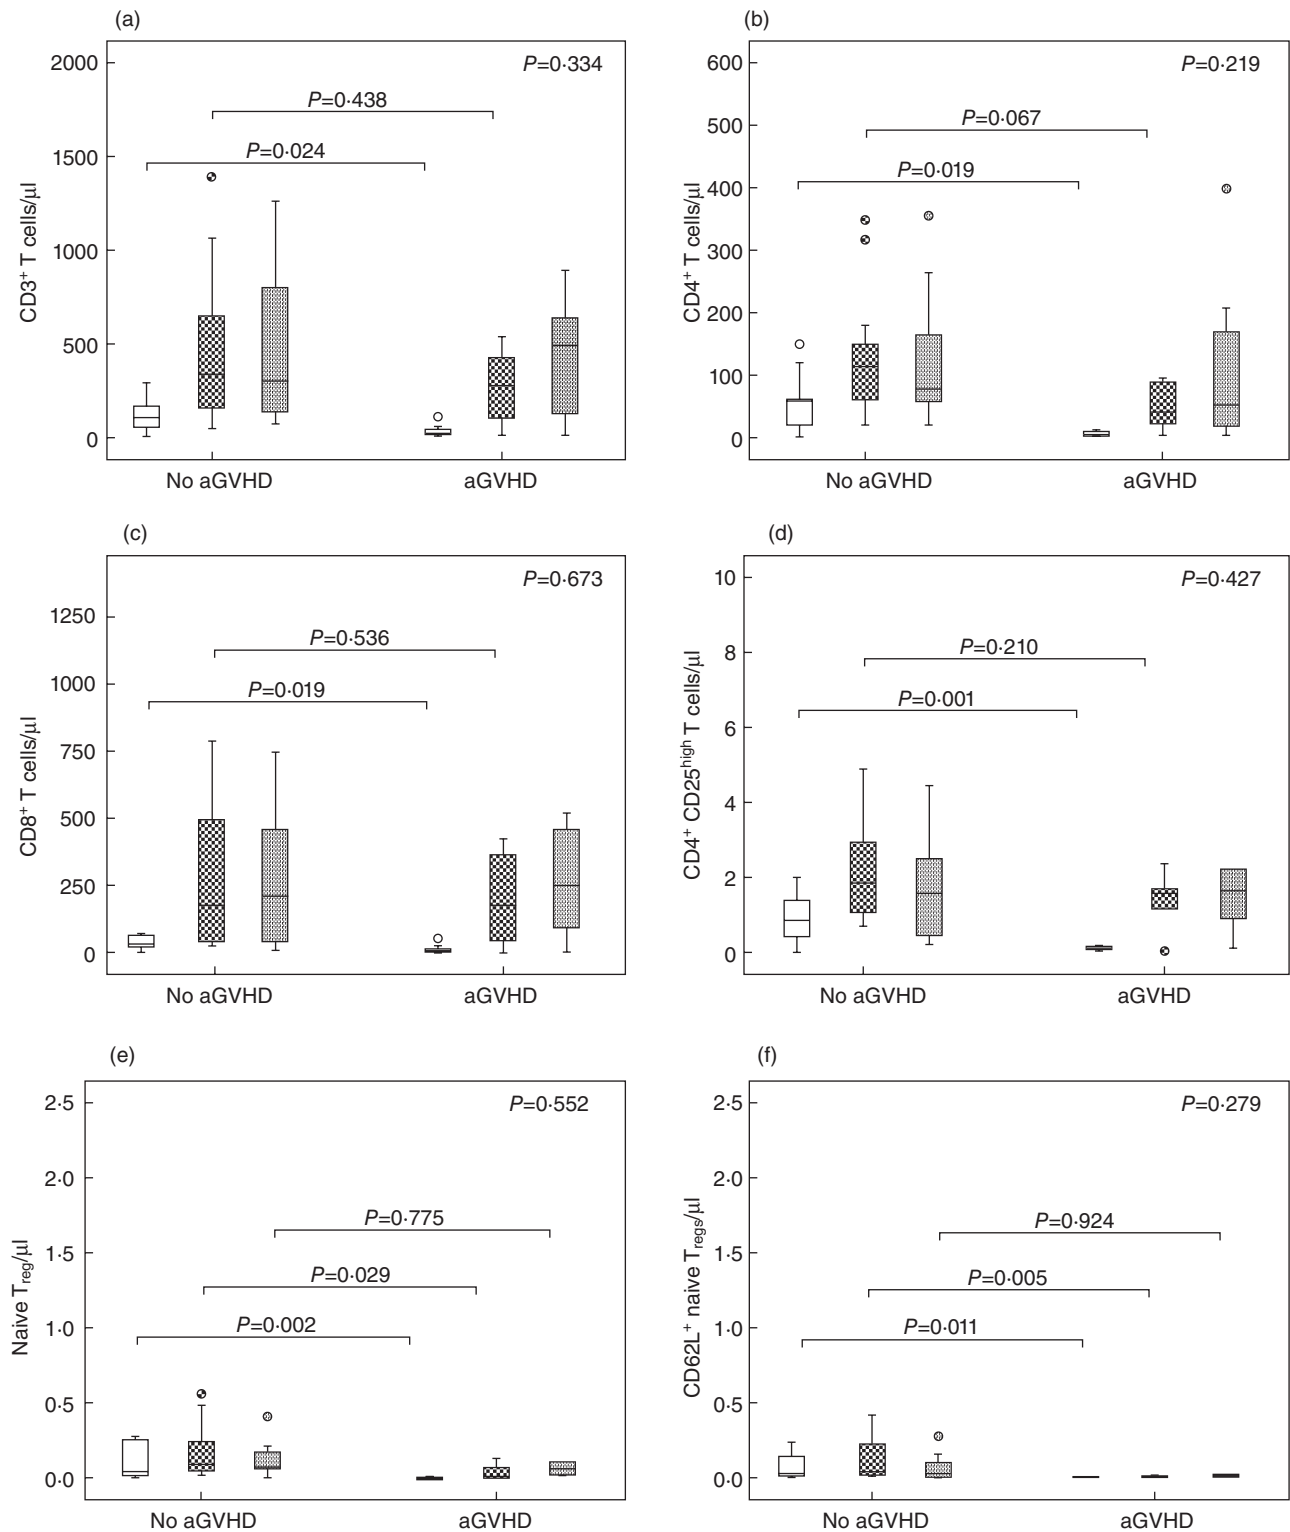 (a)
P=0·334
P=0·438
P=0·024
2000
1500
1000
500
0
CD3+ T cells/µl
No aGVHD
aGVHD
(b)
P=0·219
P=0·067
P=0·019
600
500
400
300
200
100
0
CD4+ T cells/µl
No aGVHD
aGVHD
(c)
P=0·673
P=0·536
P=0·019
1250
1000
750
500
250
0
CD8+ T cells/µl
No aGVHD
aGVHD
(d)
P=0·427
P=0·210
P=0·001
10
8
6
4
2
0
CD4+ CD25high T cells/µl
No aGVHD
aGVHD
(e)
P=0·552
P=0·775
P=0·029
P=0·002
2·5
2·0
1·5
1·0
0·5
0·0
Naive Treg/µl
No aGVHD
aGVHD
(f)
P=0·279
P=0·924
P=0·005
P=0·011
2·5
2·0
1·5
1·0
0·5
0·0
CD62L+ naive Tregs/µl
No aGVHD
aGVHD